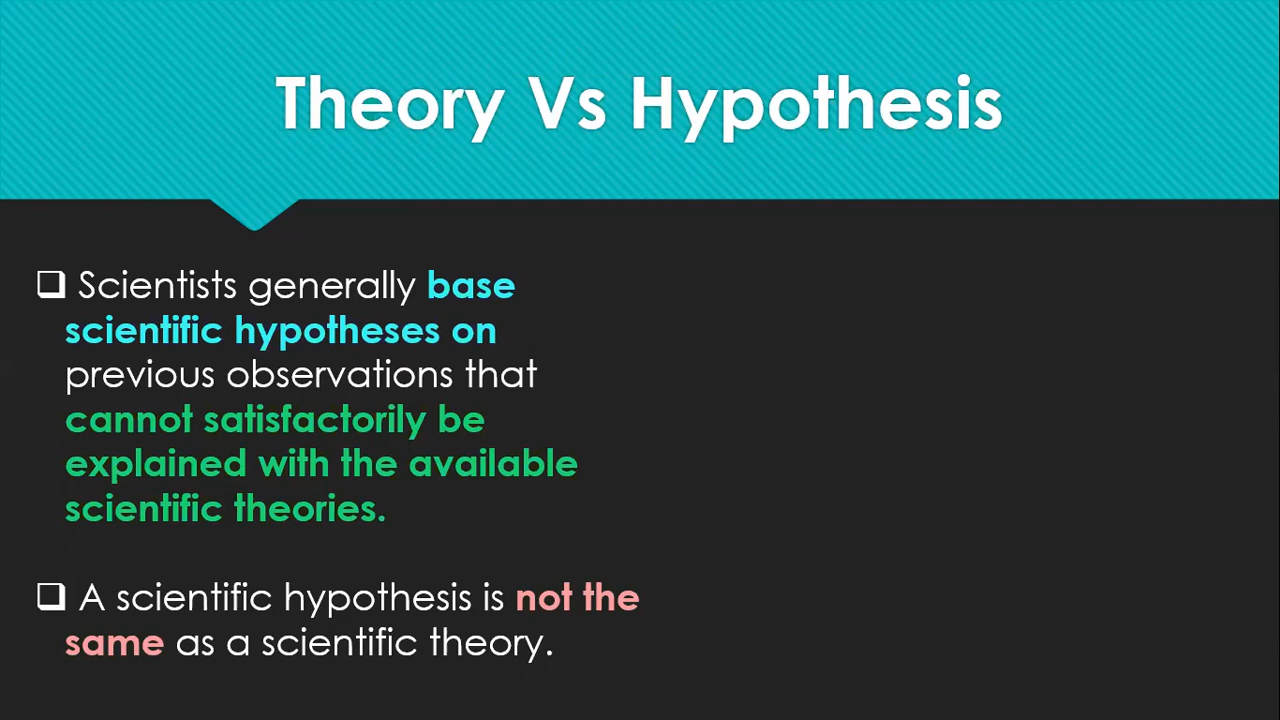 Theory Vs Hypothesis
❑ Scientists generally base
scientific hypotheses on
previous observations that
cannot satisfactorily be
explained with the available
scientific theories.
❑ A scientific hypothesis is not the
same as a scientific theory.